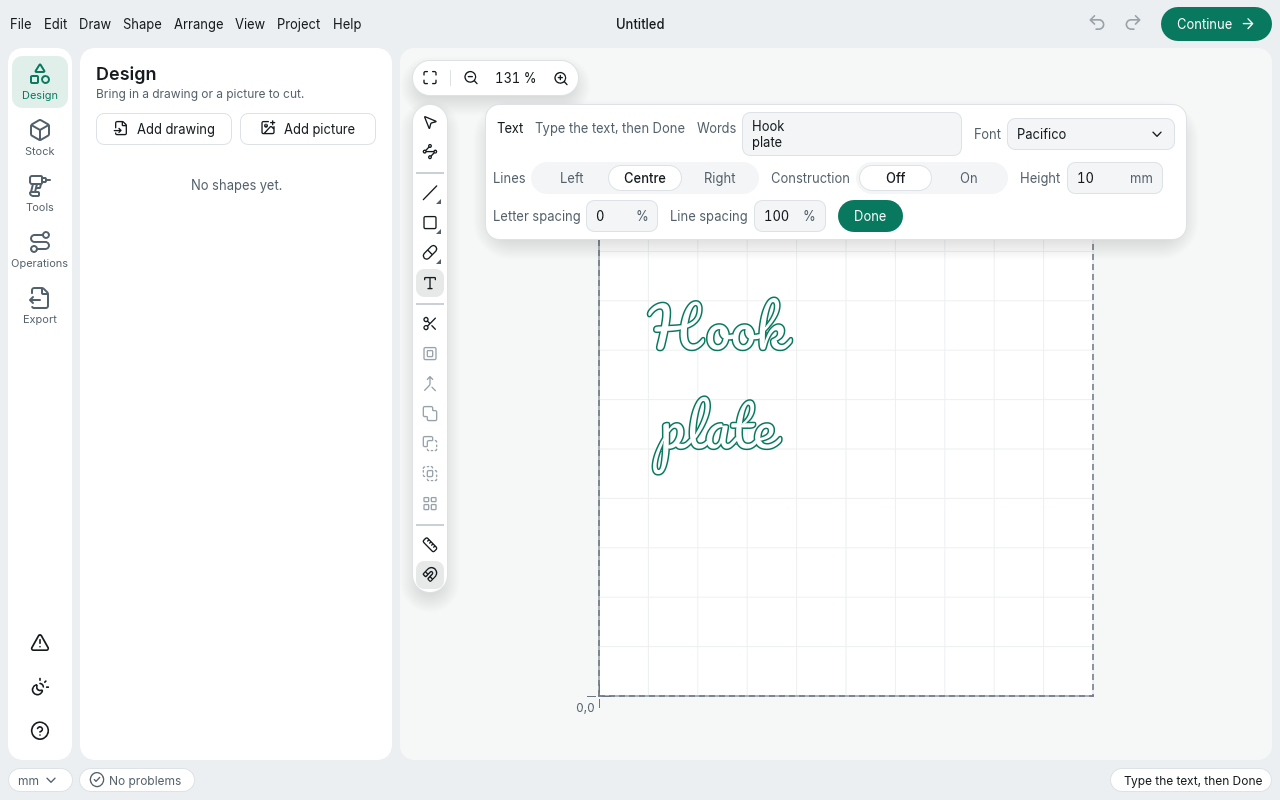 File Edit Draw Shape Arrange View Project Help
Untitled
Continue
Design
Stock
Tools
Operations
Export
Design
Bring in a drawing or a picture to cut.
Add drawing
Add picture
No shapes yet.
131 %
Text Type the text, then Done Words
Hook
plate
Font Pacifico
Lines Left Centre Right Construction Off On Height 10 mm
Letter spacing 0 % Line spacing 100 % Done
Hook
plate
0,0
mm
No problems
Type the text, then Done